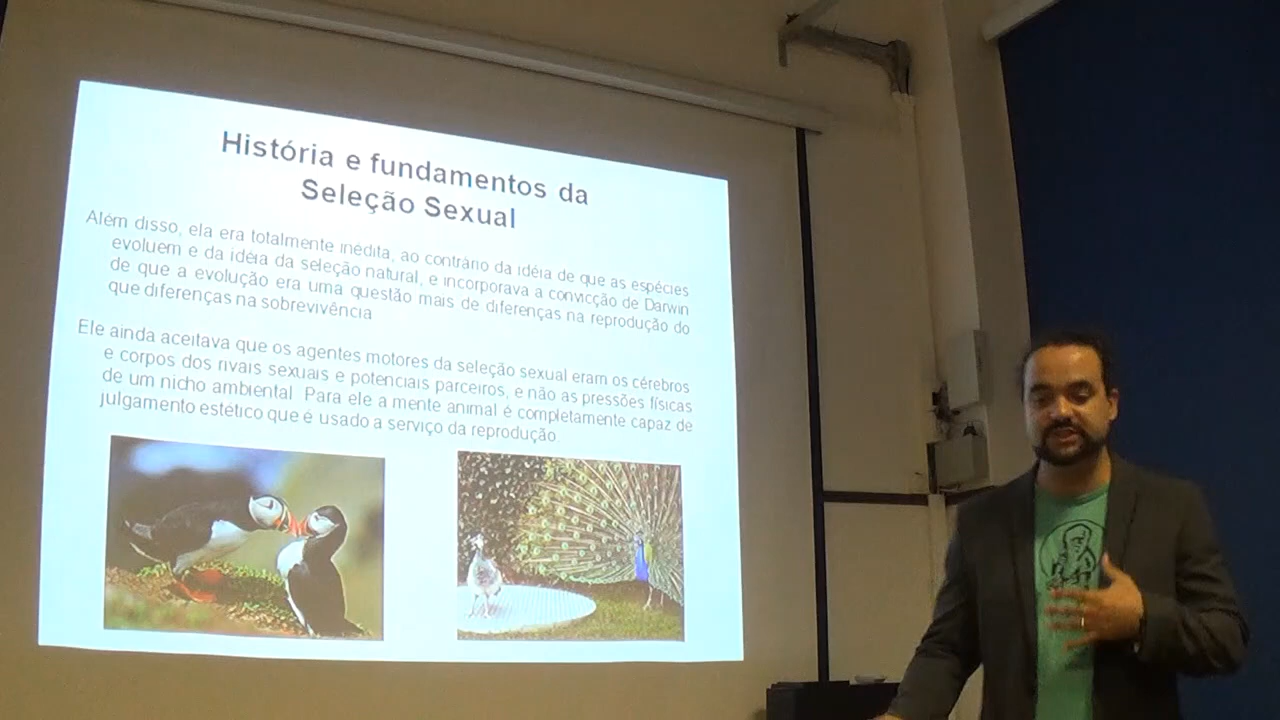 História e fundamentos da
Seleção Sexual
Além disso, ela era totalmente inédita, ao contrário da idéia de que as espécies
evoluem e da idéia da seleção natural, e incorporava a convicção de Darwin
de que a evolução era uma questão mais de diferenças na reprodução do
que diferenças na sobrevivência
Ele ainda aceitava que os agentes motores da seleção sexual eram os cérebros
e corpos dos rivais sexuais e potenciais parceiros, e não as pressões físicas
de um nicho ambiental. Para ele a mente animal é completamente capaz de
julgamento estético que é usado a serviço da reprodução.